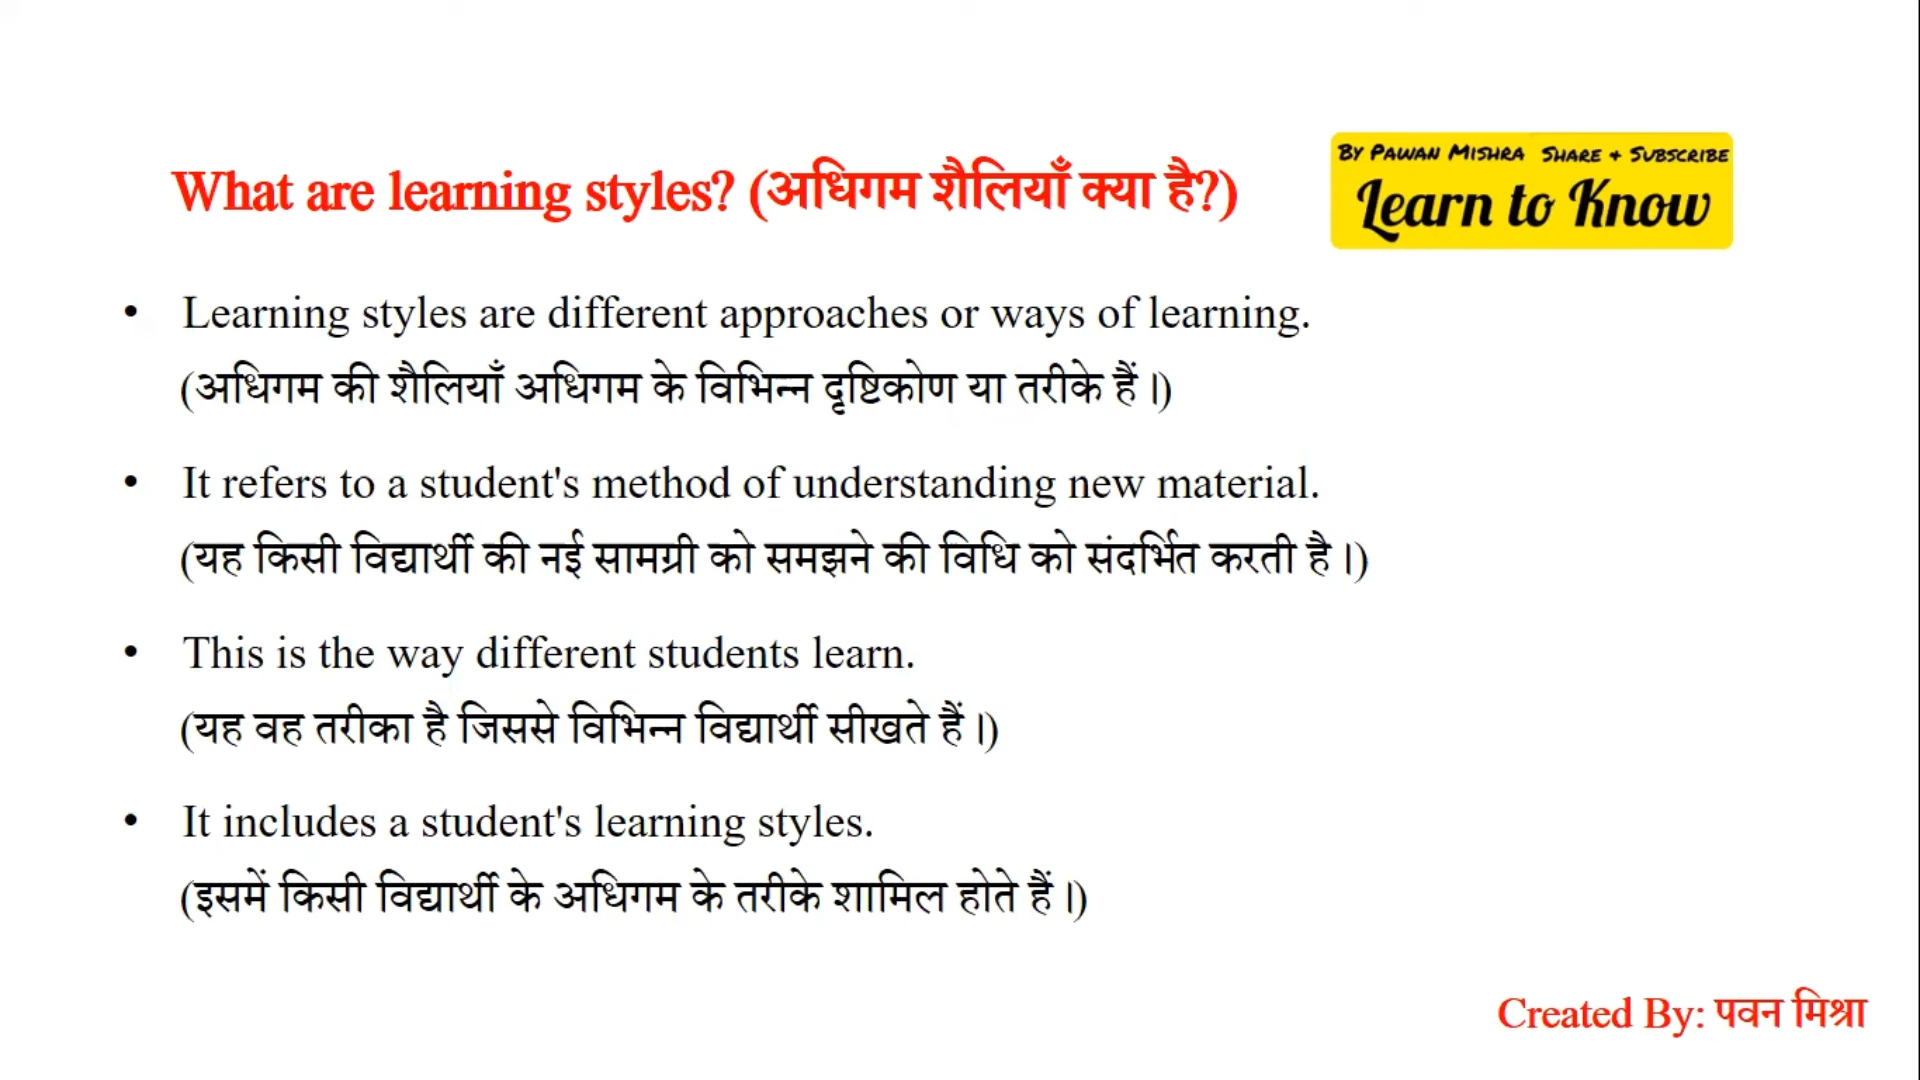 By Pawan Mishra Share + Subscribe
Learn to Know
What are learning styles? (अधिगम शैलियाँ क्या है?)
• Learning styles are different approaches or ways of learning.
(अधिगम की शैलियाँ अधिगम के विभिन्न दृष्टिकोण या तरीके हैं।)
• It refers to a student's method of understanding new material.
(यह किसी विद्यार्थी की नई सामग्री को समझने की विधि को संदर्भित करती है।)
• This is the way different students learn.
(यह वह तरीका है जिससे विभिन्न विद्यार्थी सीखते हैं।)
• It includes a student's learning styles.
(इसमें किसी विद्यार्थी के अधिगम के तरीके शामिल होते हैं।)
Created By: पवन मिश्रा